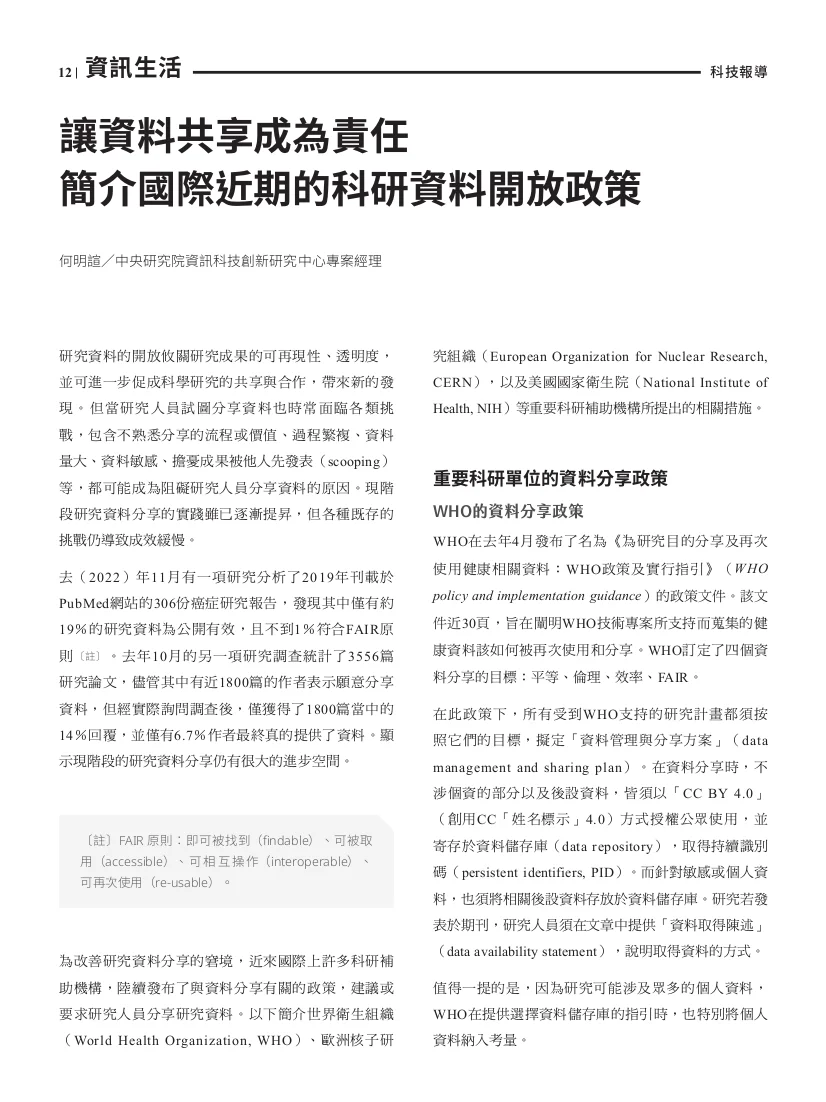 12 | 資訊生活
科技報導
讓資料共享成為責任
簡介國際近期的科研資料開放政策
何明諠／中央研究院資訊科技創新研究中心專案經理
研究資料的開放攸關研究成果的可再現性、透明度，
並可進一步促成科學研究的共享與合作，帶來新的發
現。但當研究人員試圖分享資料也時常面臨各類挑
戰，包含不熟悉分享的流程或價值、過程繁複、資料
量大、資料敏感、擔憂成果被他人先發表（scooping）
等，都可能成為阻礙研究人員分享資料的原因。現階
段研究資料分享的實踐雖已逐漸提昇，但各種既存的
挑戰仍導致成效緩慢。
去（2022）年11月有一項研究分析了2019年刊載於
PubMed網站的306份癌症研究報告，發現其中僅有約
19％的研究資料為公開有效，且不到1％符合FAIR原
則〔註〕。去年10月的另一項研究調查統計了3556篇
研究論文，儘管其中有近1800篇的作者表示願意分享
資料，但經實際詢問調查後，僅獲得了1800篇當中的
14％回覆，並僅有6.7％作者最終真的提供了資料。顯
示現階段的研究資料分享仍有很大的進步空間。
〔註〕FAIR 原則：即可被找到（findable）、可被取
用（accessible）、可相互操作（interoperable）、
可再次使用（re-usable）。
為改善研究資料分享的窘境，近來國際上許多科研補
助機構，陸續發布了與資料分享有關的政策，建議或
要求研究人員分享研究資料。以下簡介世界衛生組織
（World Health Organization, WHO）、歐洲核子研
究組織（European Organization for Nuclear Research,
CERN），以及美國國家衛生院（National Institute of
Health, NIH）等重要科研補助機構所提出的相關措施。
重要科研單位的資料分享政策
WHO的資料分享政策
WHO在去年4月發布了名為《為研究目的分享及再次
使用健康相關資料：WHO政策及實行指引》（WHO
policy and implementation guidance）的政策文件。該文
件近30頁，旨在闡明WHO技術專案所支持而蒐集的健
康資料該如何被再次使用和分享。WHO訂定了四個資
料分享的目標：平等、倫理、效率、FAIR。
在此政策下，所有受到WHO支持的研究計畫都須按
照它們的目標，擬定「資料管理與分享方案」（data
management and sharing plan）。在資料分享時，不
涉個資的部分以及後設資料，皆須以「CC BY 4.0」
（創用CC「姓名標示」4.0）方式授權公眾使用，並
寄存於資料儲存庫（data repository），取得持續識別
碼（persistent identifiers, PID）。而針對敏感或個人資
料，也須將相關後設資料存放於資料儲存庫。研究若發
表於期刊，研究人員須在文章中提供「資料取得陳述」
（data availability statement），說明取得資料的方式。
值得一提的是，因為研究可能涉及眾多的個人資料，
WHO在提供選擇資料儲存庫的指引時，也特別將個人
資料納入考量。